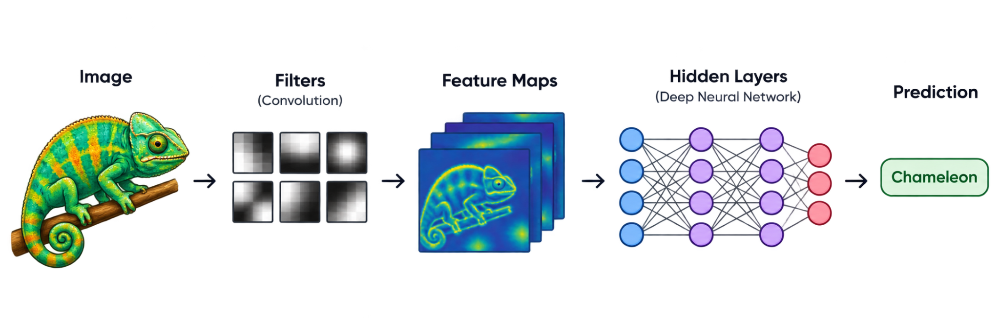 Image
Filters
(Convolution)
Feature Maps
Hidden Layers
(Deep Neural Network)
Prediction
Chameleon